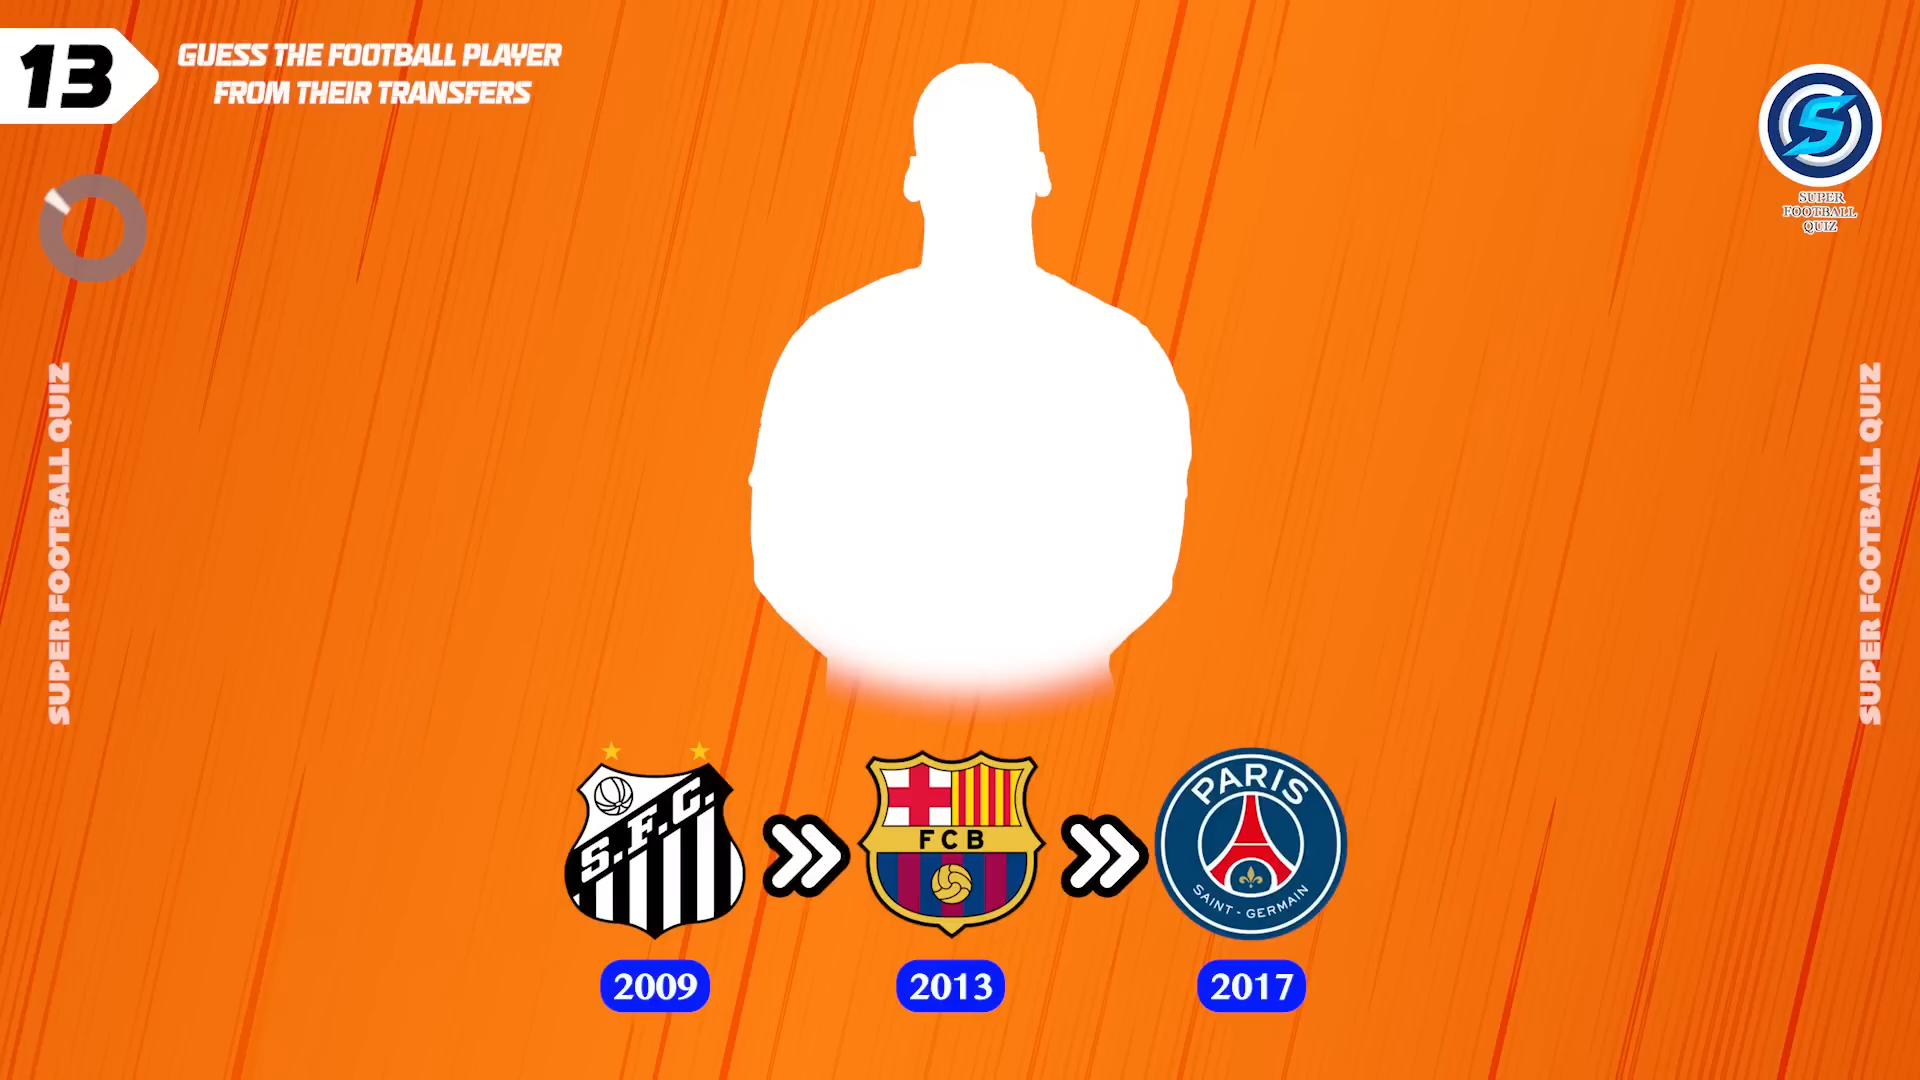 13
GUESS THE FOOTBALL PLAYER
FROM THEIR TRANSFERS
S
SUPER
FOOTBALL
QUIZ
SUPER FOOTBALL QUIZ
SUPER FOOTBALL QUIZ
S.F.C.
FCB
PARIS
SAINT-GERMAIN
2009
2013
2017